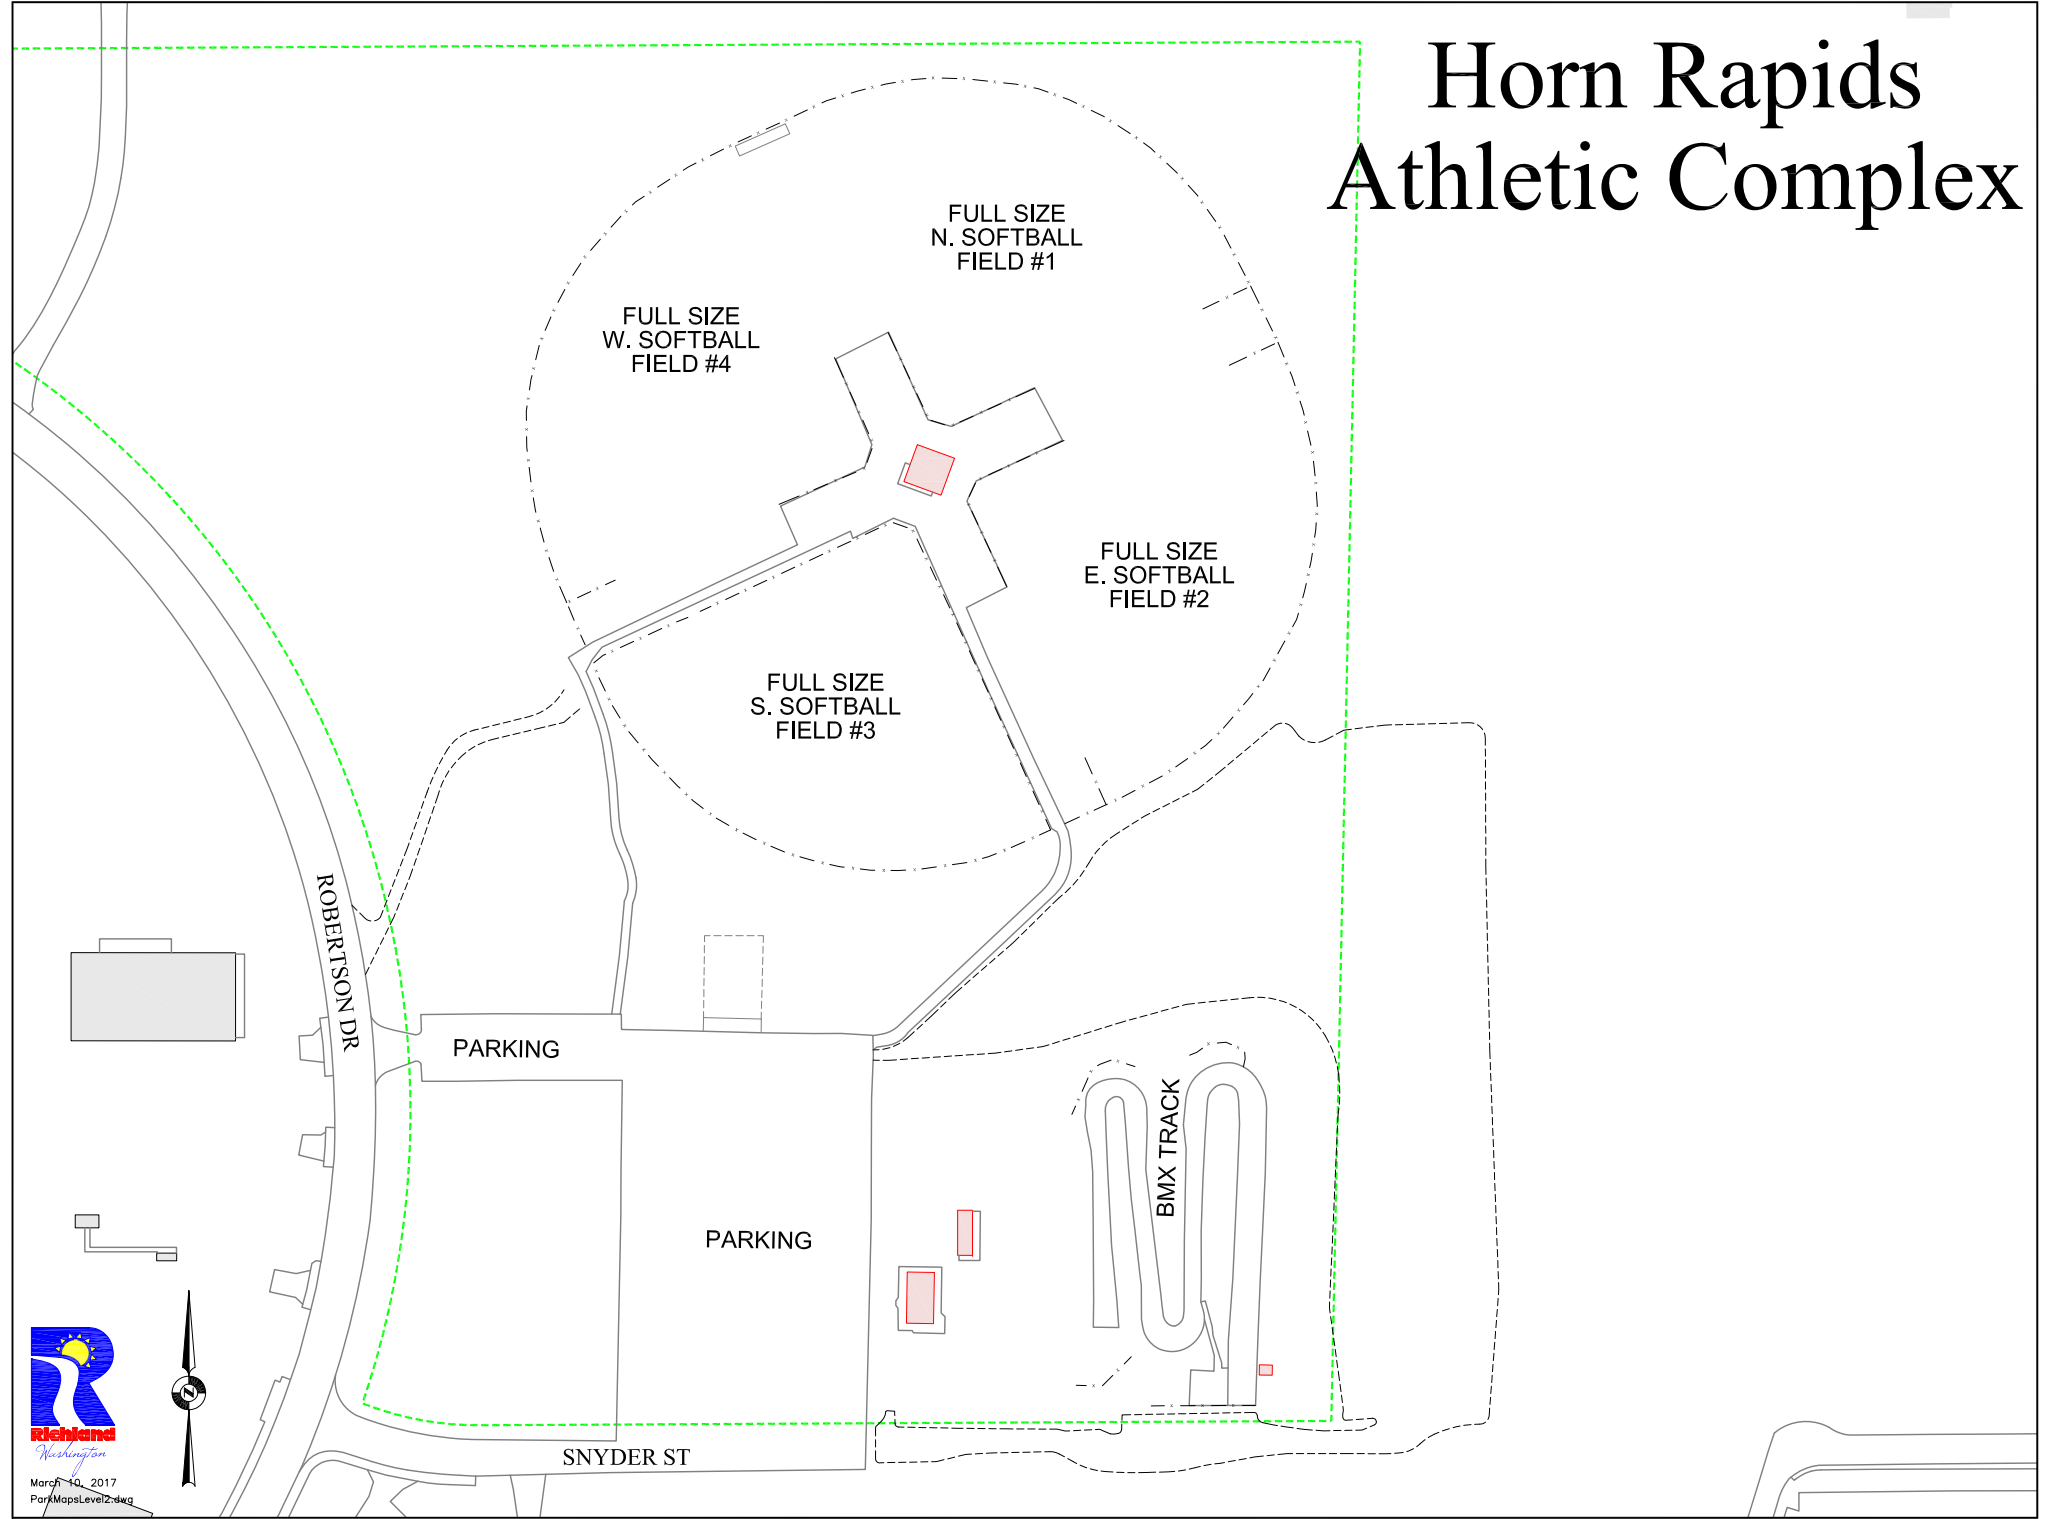 Horn Rapids
Athletic Complex
FULL SIZE
N. SOFTBALL
FIELD #1
FULL SIZE
W. SOFTBALL
FIELD #4
FULL SIZE
E. SOFTBALL
FIELD #2
FULL SIZE
S. SOFTBALL
FIELD #3
ROBERTSON DR
PARKING
BMX TRACK
PARKING
SNYDER ST
N
Richland
Washington
March 10, 2017
ParkMapsLevel2.dwg